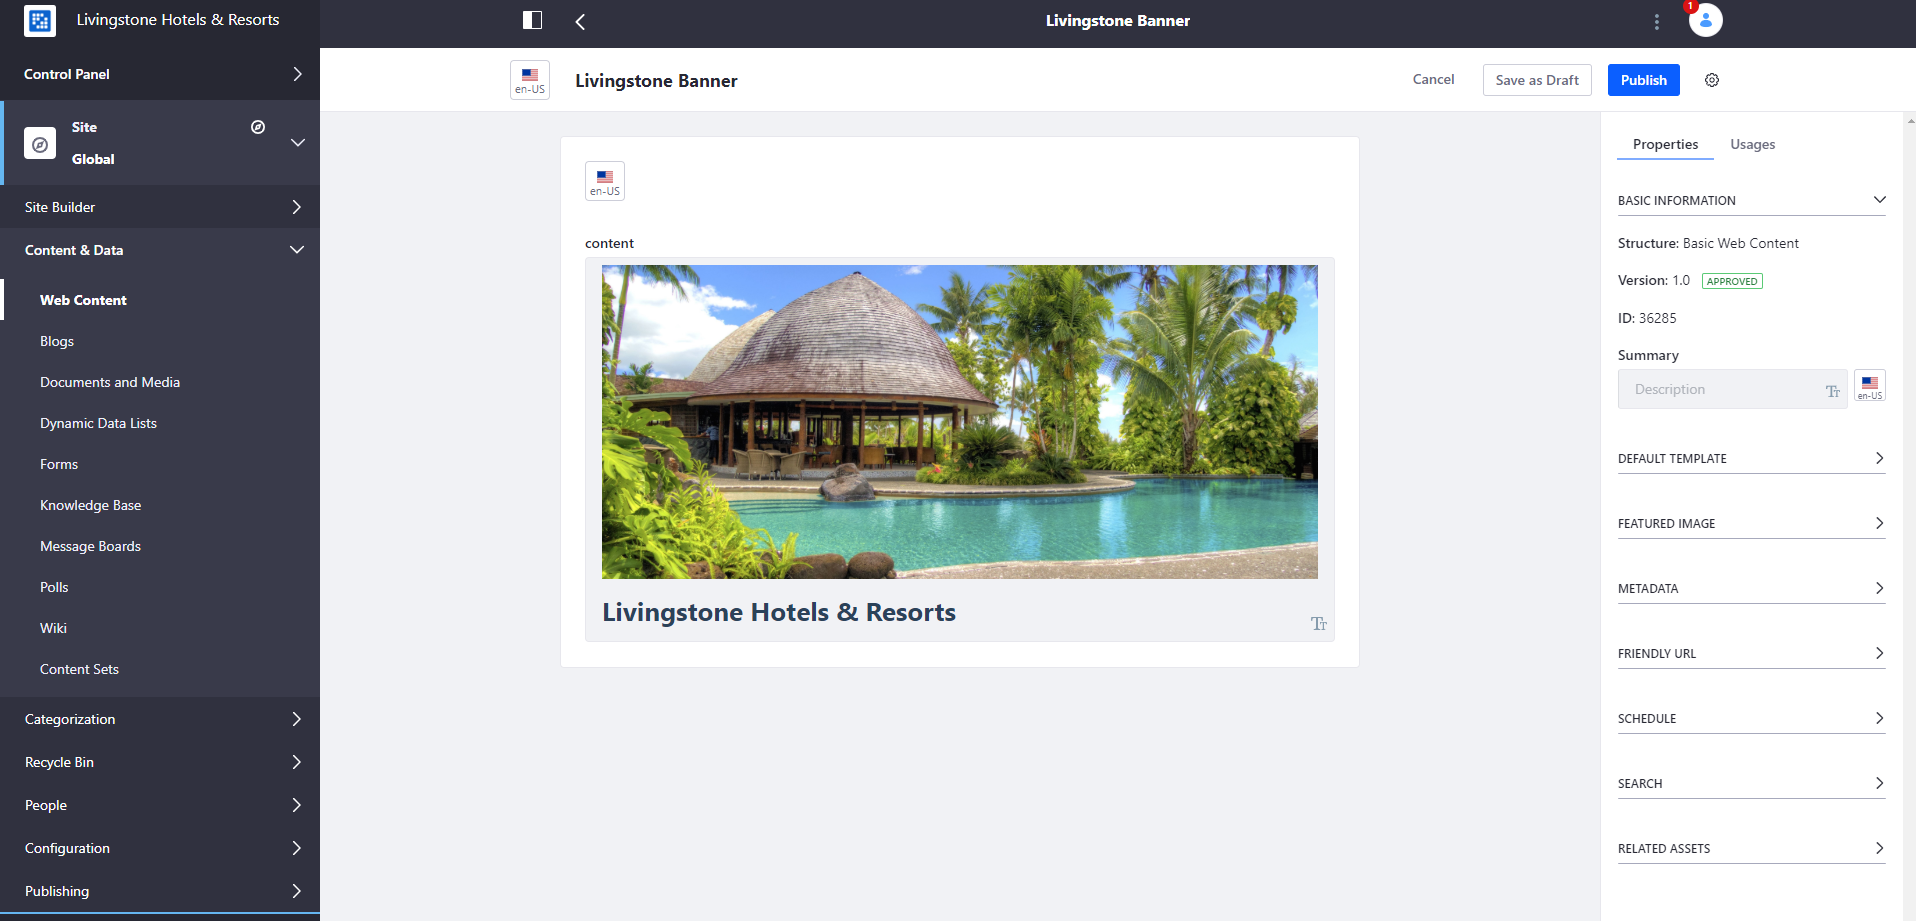 Livingstone Hotels & Resorts
Control Panel
Site
Global
Site Builder
Content & Data
Web Content
Blogs
Documents and Media
Dynamic Data Lists
Forms
Knowledge Base
Message Boards
Polls
Wiki
Content Sets
Categorization
Recycle Bin
People
Configuration
Publishing
Livingstone Banner
1
en-US
Livingstone Banner
Cancel
Save as Draft
Publish
en-US
content
Livingstone Hotels & Resorts
Properties
Usages
BASIC INFORMATION
Structure: Basic Web Content
Version: 1.0 APPROVED
ID: 36285
Summary
Description
en-US
DEFAULT TEMPLATE
FEATURED IMAGE
METADATA
FRIENDLY URL
SCHEDULE
SEARCH
RELATED ASSETS